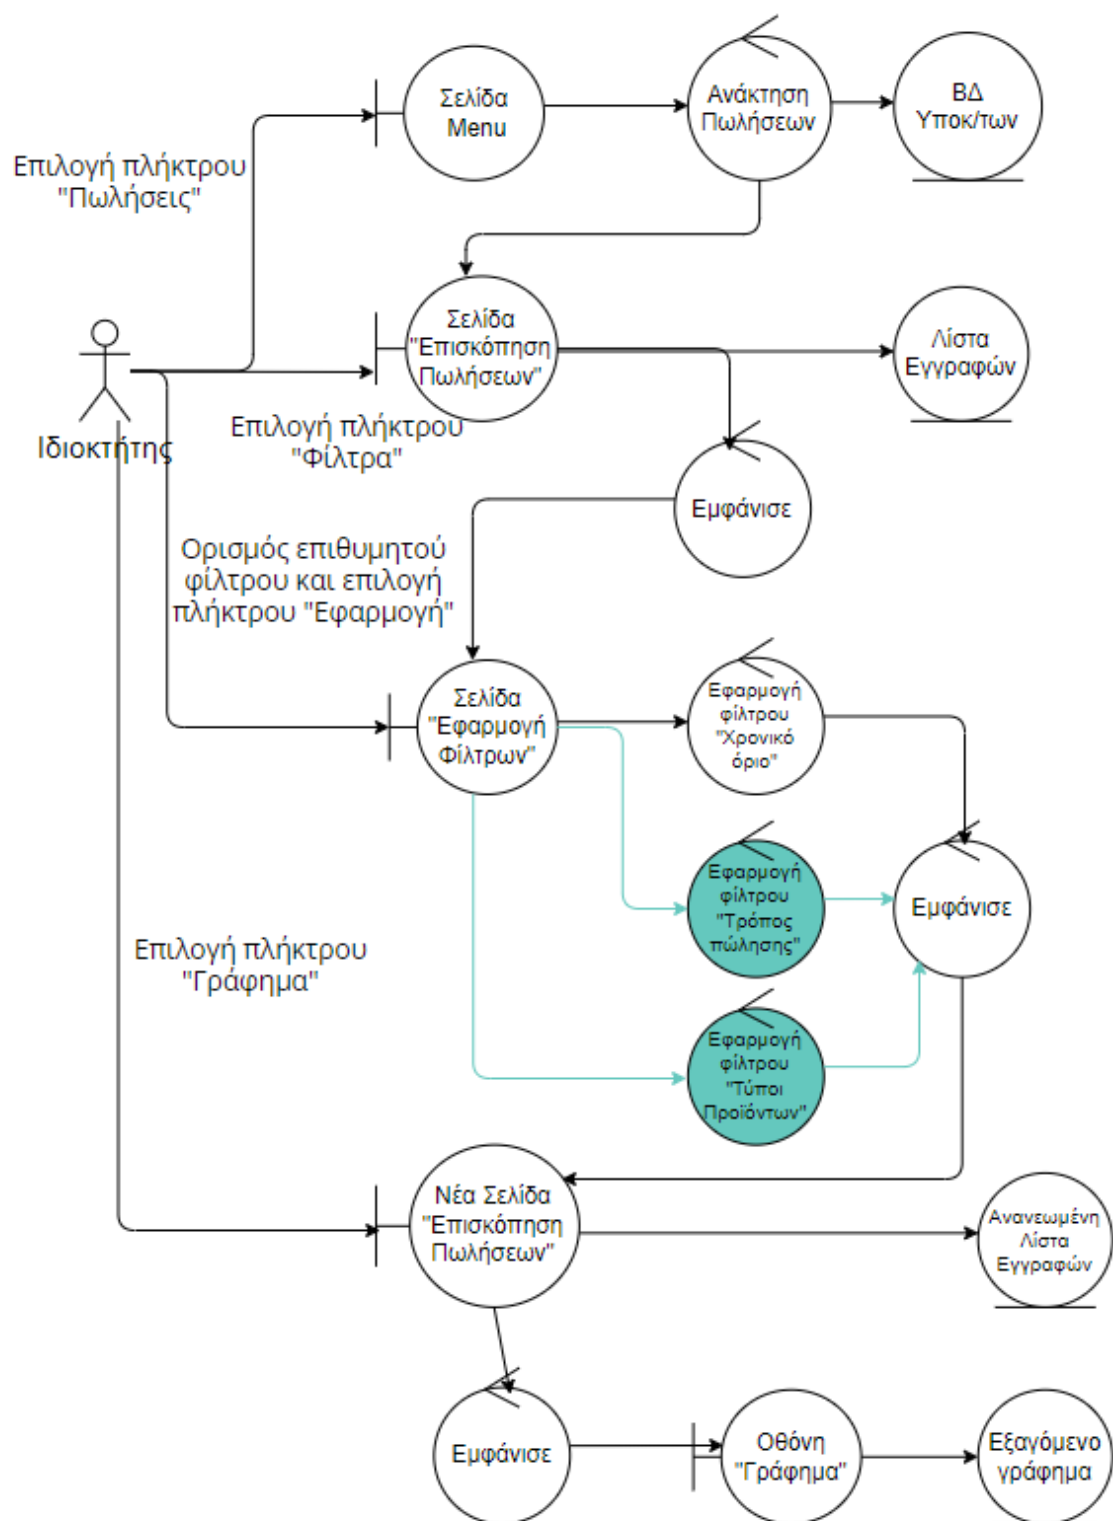 Σελίδα
Menu
Ανάκτηση
Πωλήσεων
ΒΔ
Υποκ/των
Επιλογή πλήκτρου
"Πωλήσεις"
Σελίδα
"Επισκόπηση
Πωλήσεων"
Λίστα
Εγγραφών
Ιδιοκτήτης
Επιλογή πλήκτρου
"Φίλτρα"
Εμφάνισε
Ορισμός επιθυμητού
φίλτρου και επιλογή
πλήκτρου "Εφαρμογή"
Σελίδα
"Εφαρμογή
Φίλτρων"
Εφαρμογή
φίλτρου
"Χρονικό
όριο"
Εφαρμογή
φίλτρου
"Τρόπος
πώλησης"
Εμφάνισε
Επιλογή πλήκτρου
"Γράφημα"
Εφαρμογή
φίλτρου
"Τύποι
Προϊόντων"
Νέα Σελίδα
"Επισκόπηση
Πωλήσεων"
Ανανεωμένη
Λίστα
Εγγραφών
Εμφάνισε
Οθόνη
"Γράφημα"
Εξαγόμενο
γράφημα